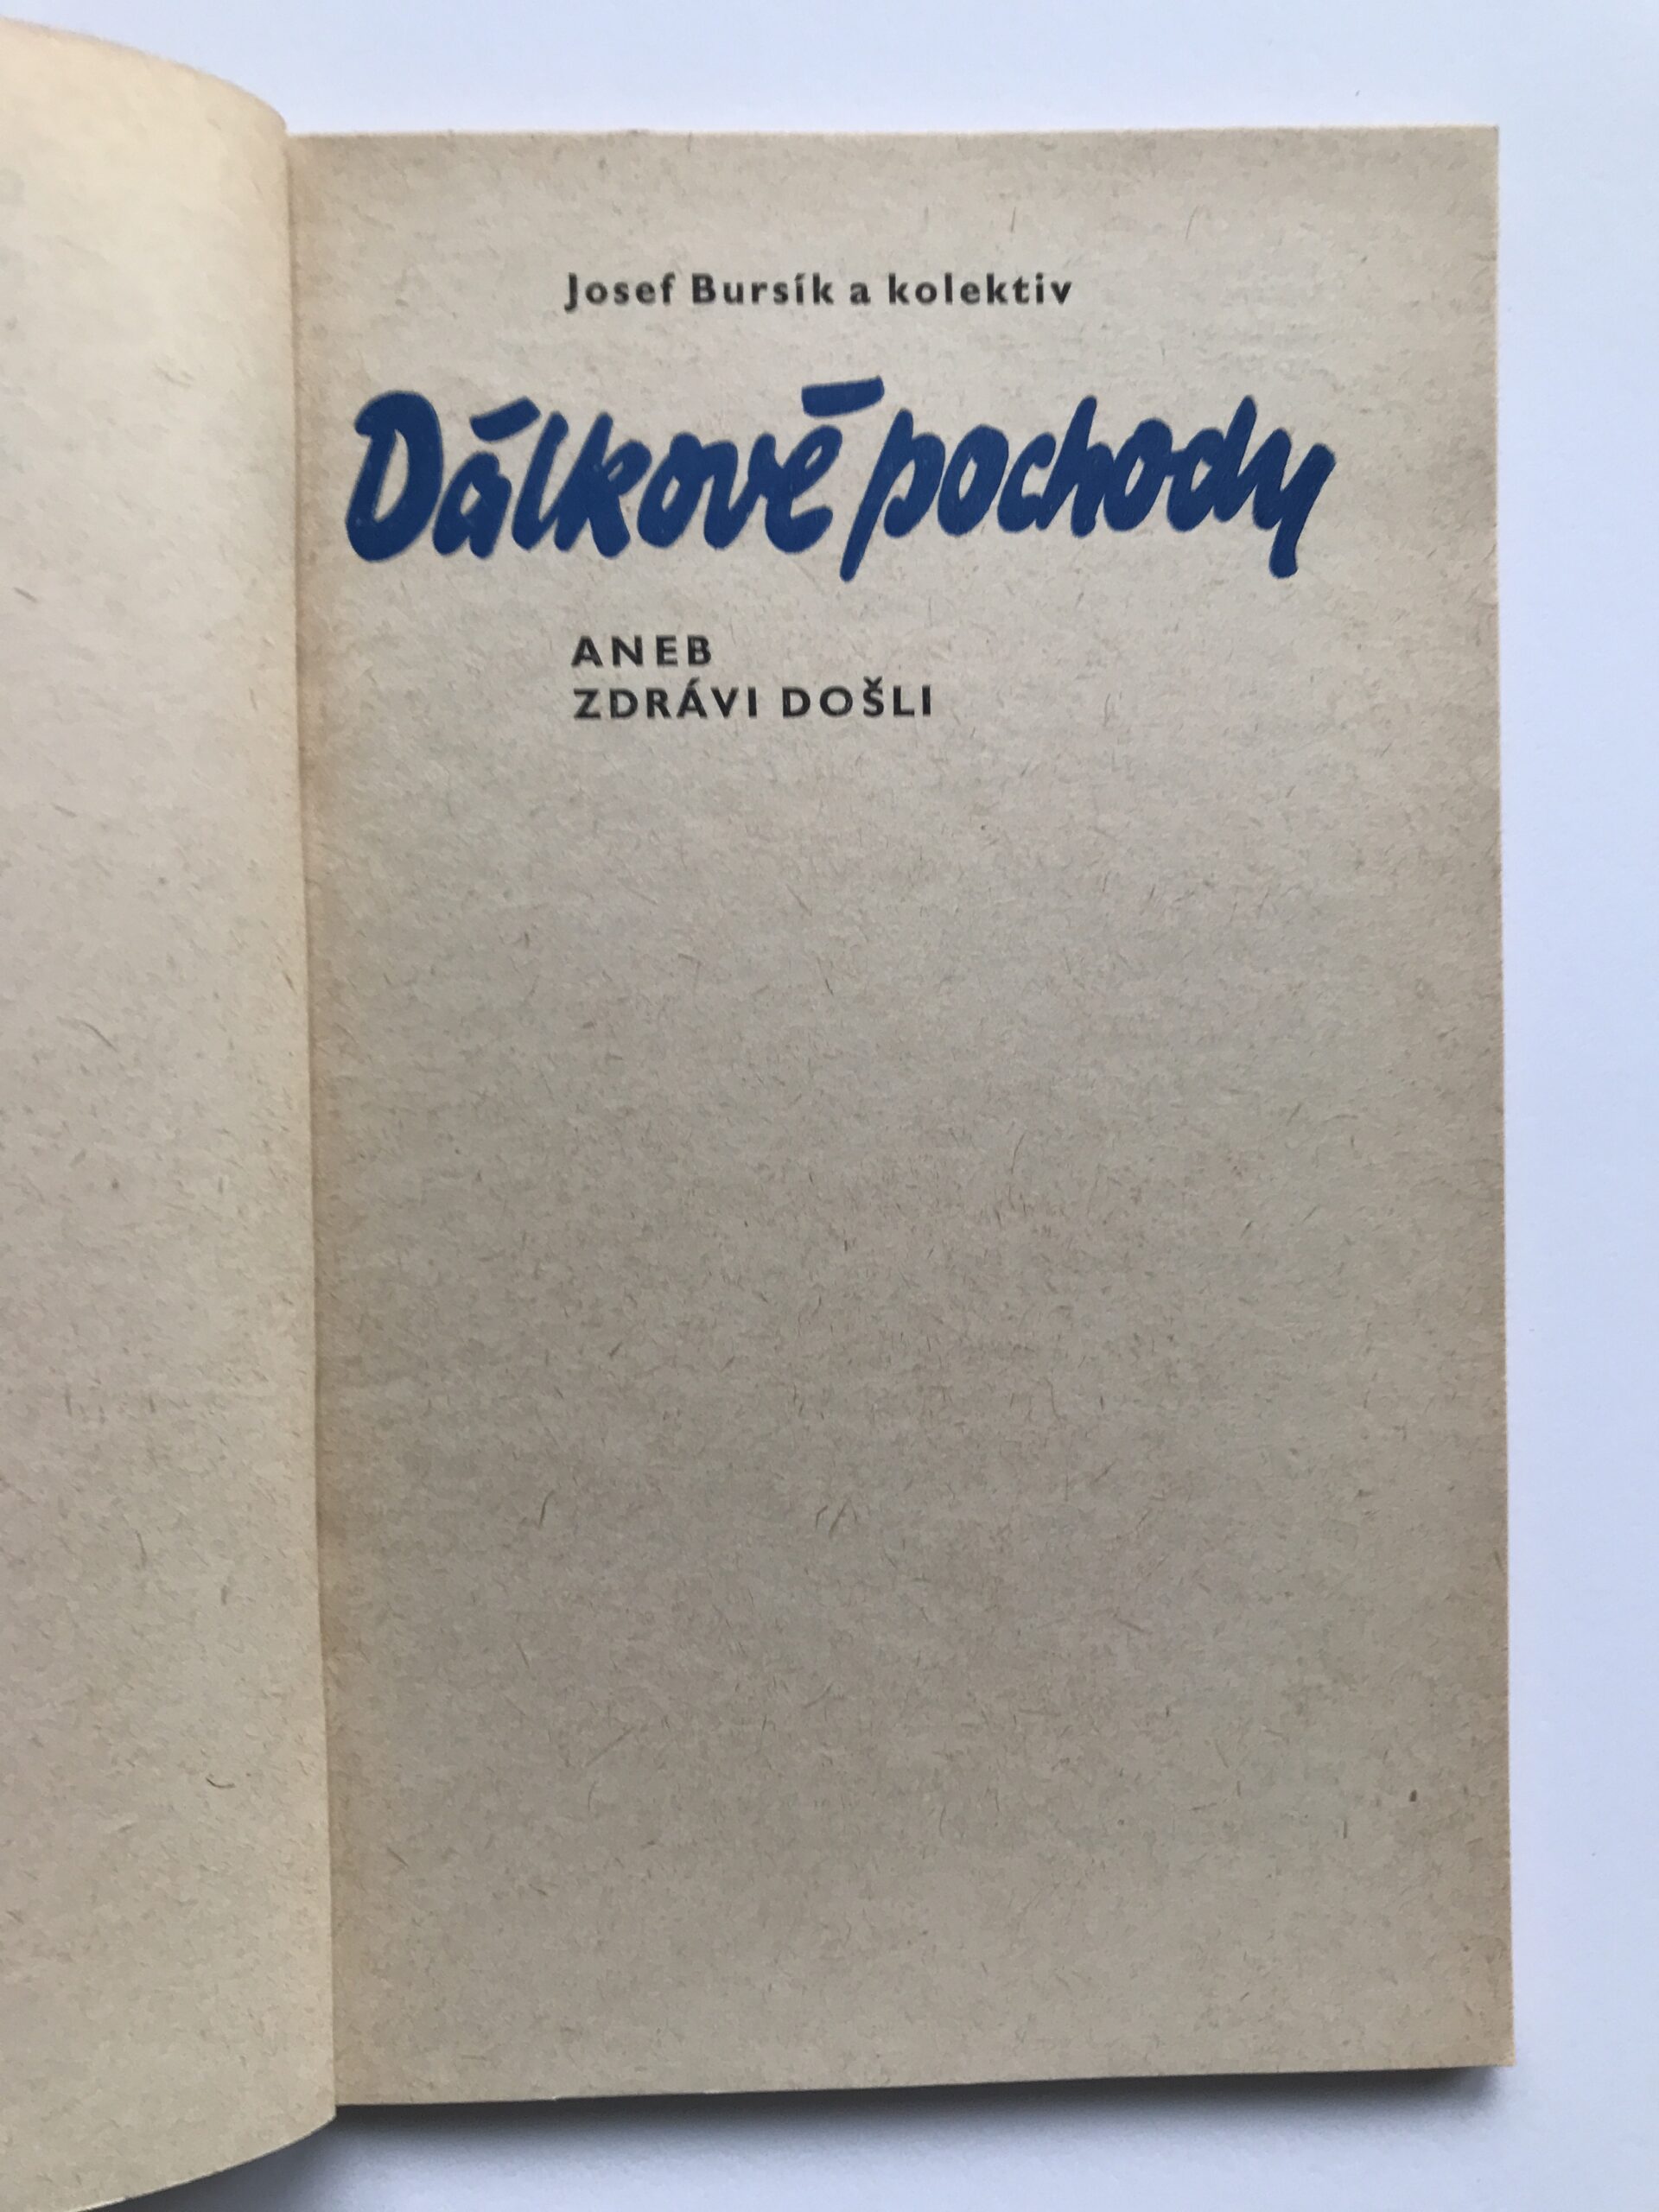 Josef Bursík a kolektiv
Dálkové pochody
ANEB
ZDRÁVI DOŠLI